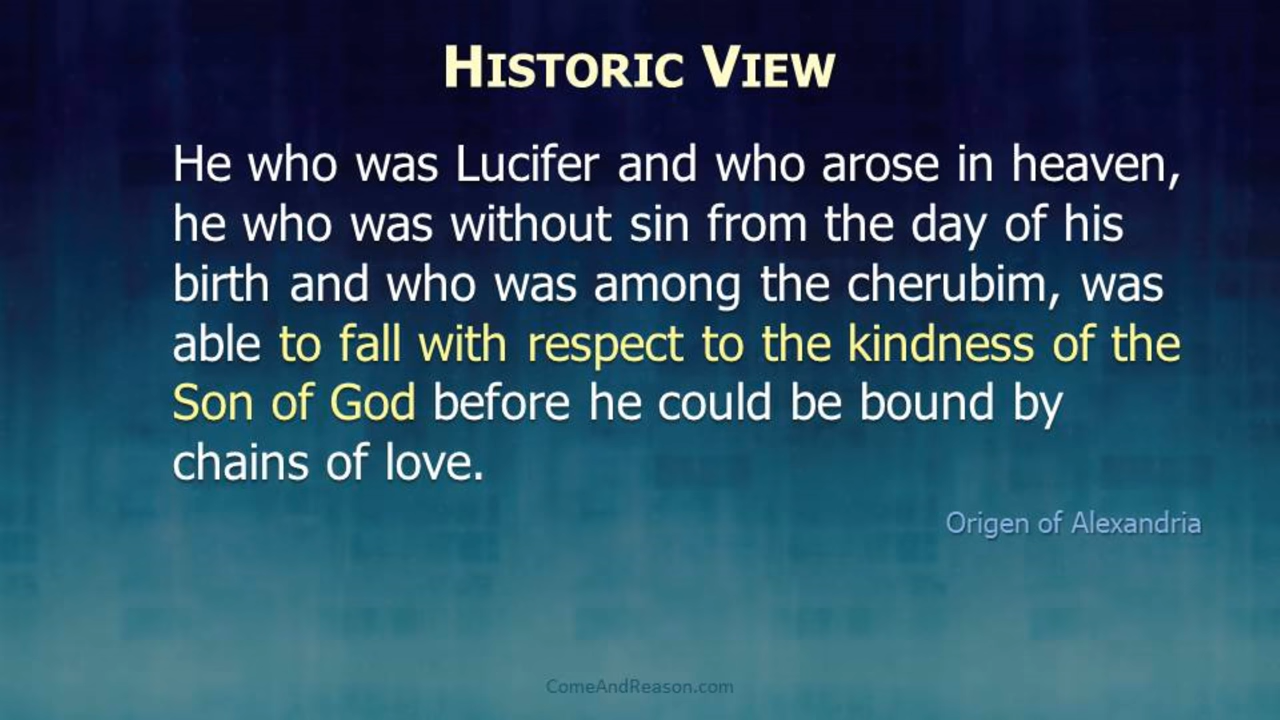 HISTORIC VIEW
He who was Lucifer and who arose in heaven,
he who was without sin from the day of his
birth and who was among the cherubim, was
able to fall with respect to the kindness of the
Son of God before he could be bound by
chains of love.
Origen of Alexandria
ComeAndReason.com